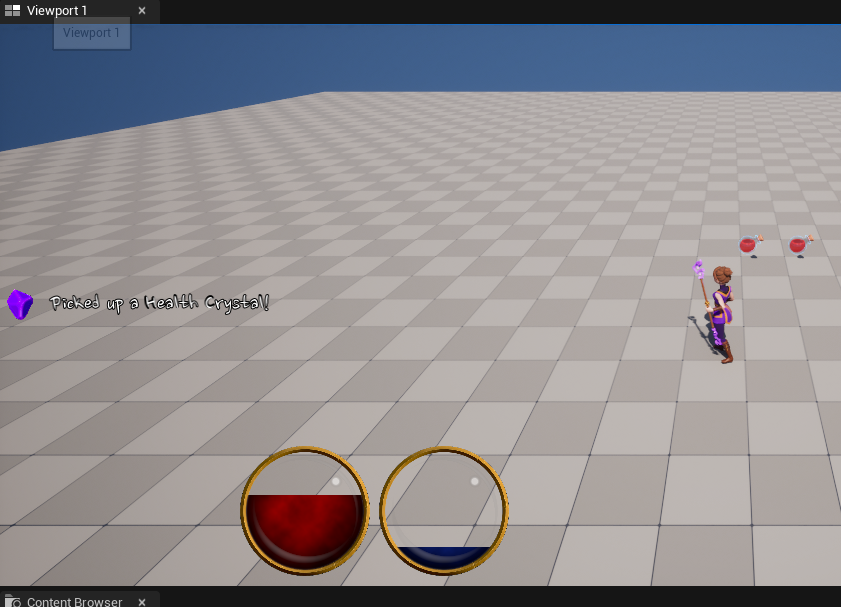 Viewport 1
Viewport 1
Picked up a Health Crystal!
Content Browser